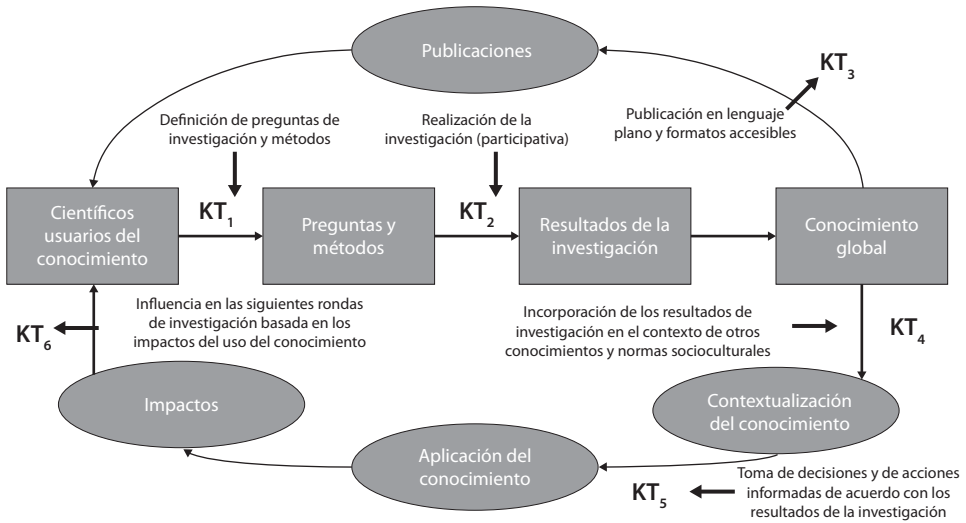 Publicaciones
KT3
Definición de preguntas de
investigación y métodos
Realización de la
investigación (participativa)
Publicación en lenguaje
plano y formatos accesibles
Científicos
usuarios del
conocimiento
KT1
Preguntas y
métodos
KT2
Resultados de la
investigación
Conocimiento
global
KT6
Influencia en las siguientes rondas
de investigación basada en los
impactos del uso del conocimiento
Incorporación de los resultados de
investigación en el contexto de otros
conocimientos y normas socioculturales
KT4
Impactos
Contextualización
del conocimiento
Aplicación del
conocimiento
KT5
Toma de decisiones y de acciones
informadas de acuerdo con los
resultados de la investigación